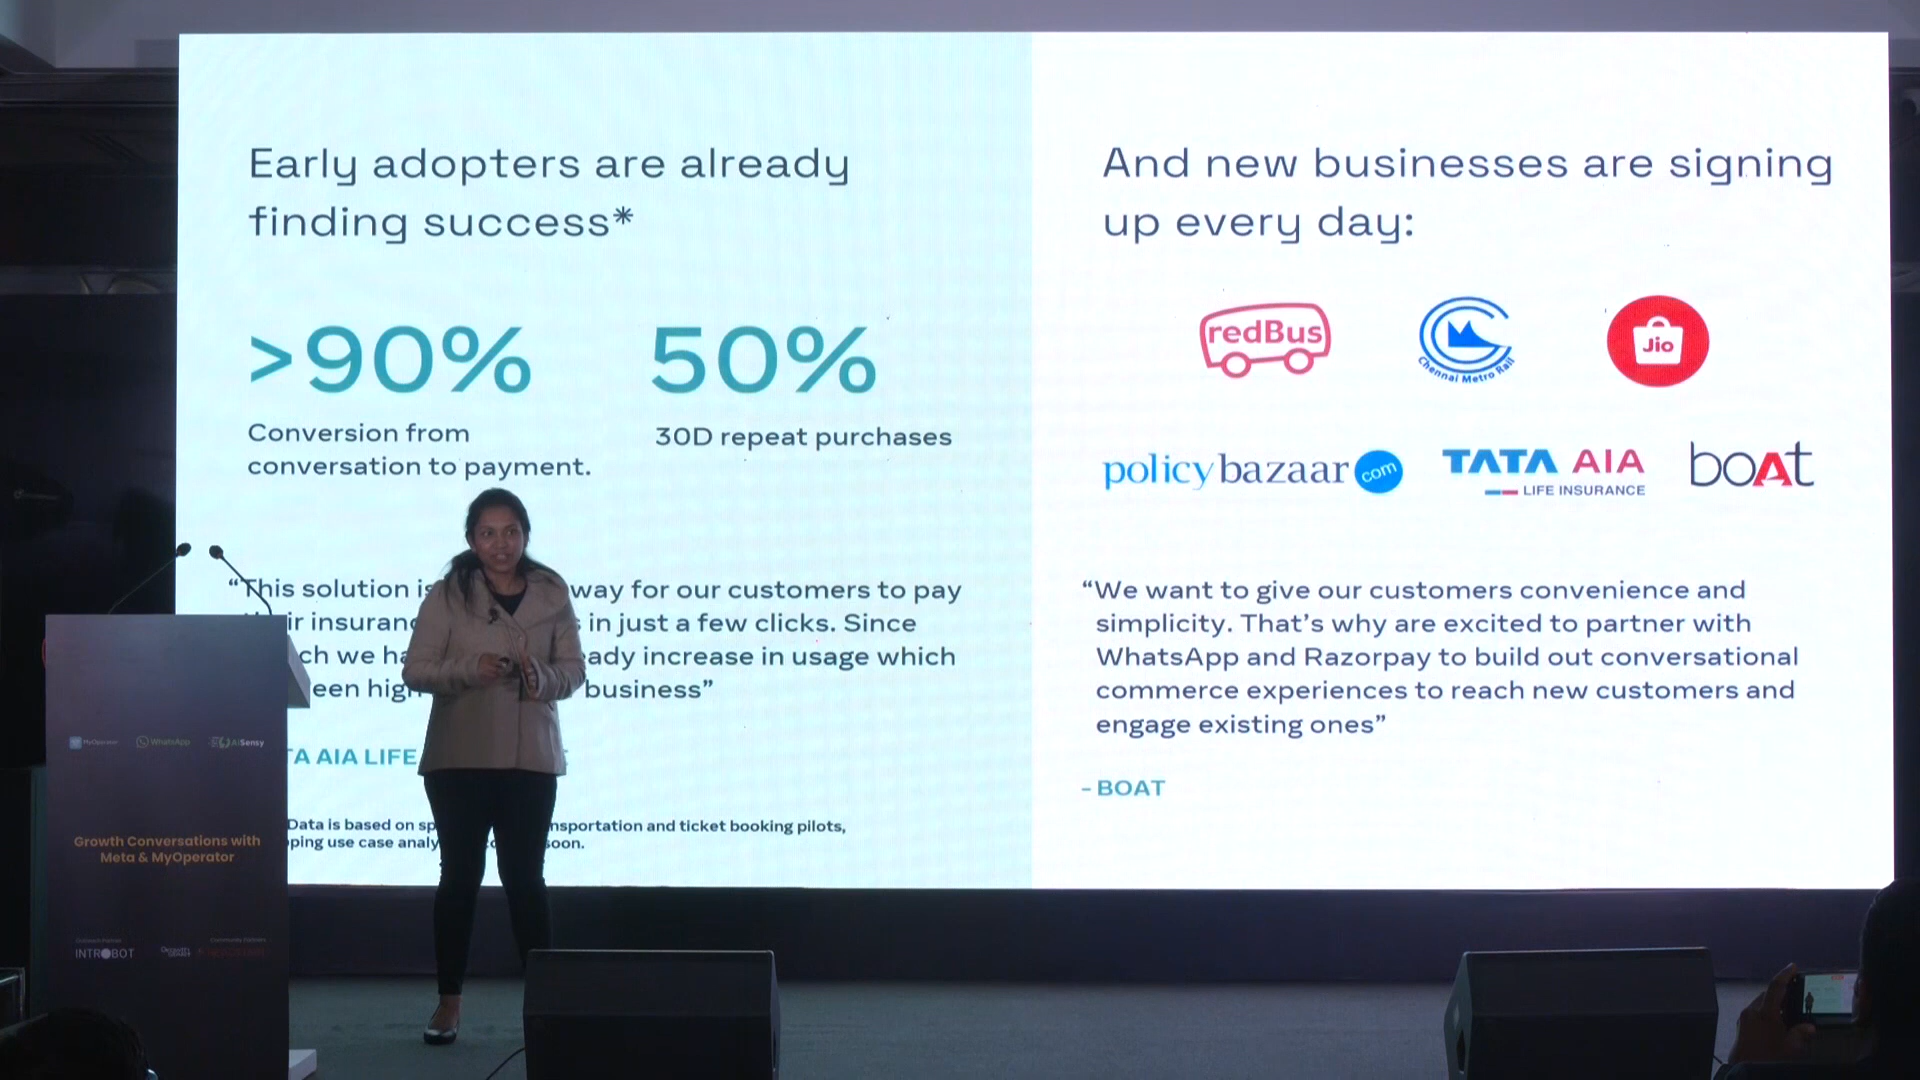 Early adopters are already
finding success*
>90%
50%
Conversion from
conversation to payment.
30D repeat purchases
“This solution is way for our customers to pay
ir insuranc in just a few clicks. Since
ch we ha ady increase in usage which
een high business”
TA AIA LIFE
Data is based on sp nsportation and ticket booking pilots,
ping use case analy soon.
And new businesses are signing
up every day:
redBus
Chennai Metro Rail
Jio
policybazaar com
TATA AIA
LIFE INSURANCE
boAt
“We want to give our customers convenience and
simplicity. That’s why are excited to partner with
WhatsApp and Razorpay to build out conversational
commerce experiences to reach new customers and
engage existing ones”
- BOAT
MyOperator WhatsApp AiSensy
Growth Conversations with
Meta & MyOperator
INTROBOT